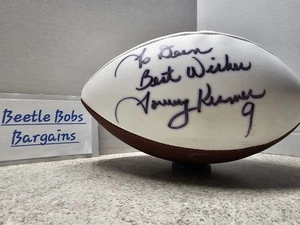 Beetle Bobs
Bargains
To Dean
Best Wishes
Tommy Kramer
9